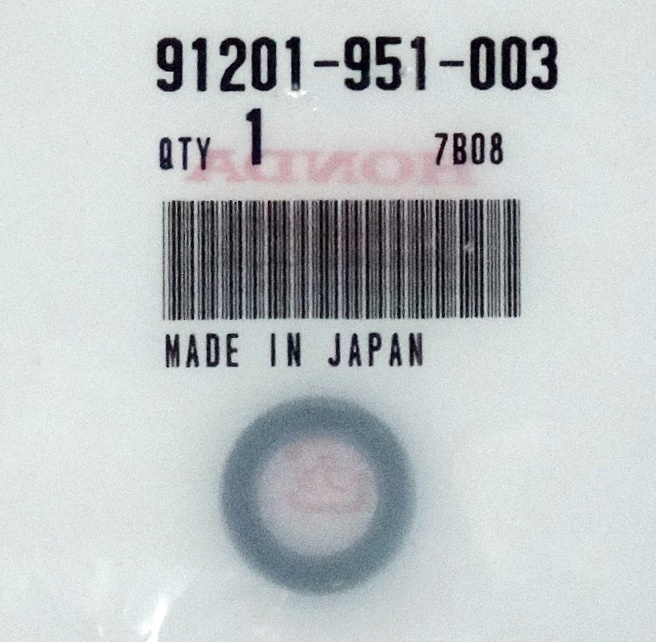 91201-951-003
QTY 1 7B08
HONDA
MADE IN JAPAN